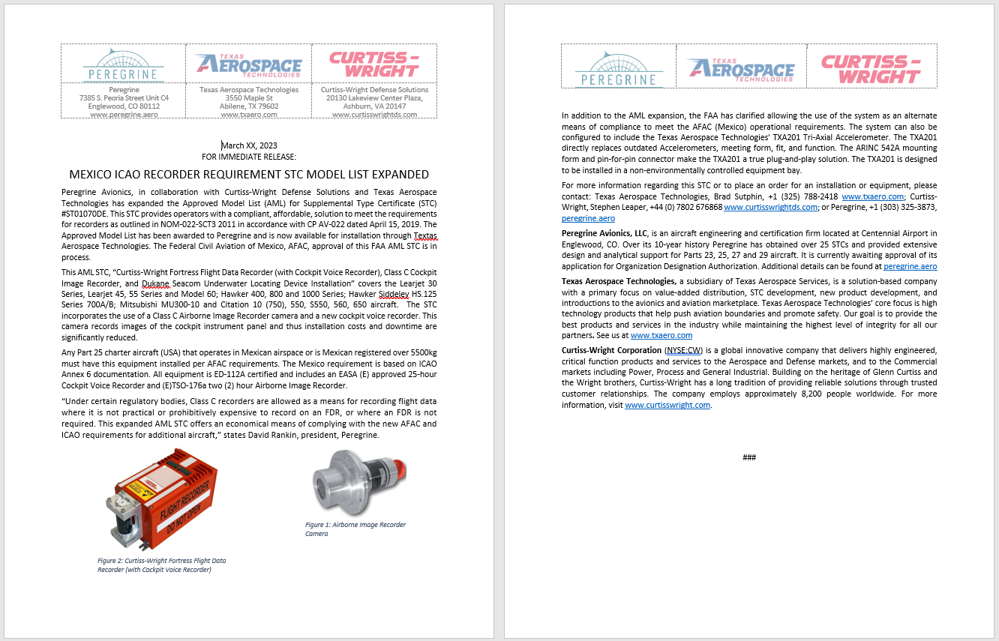 PEREGRINE
TEXAS
AEROSPACE
TECHNOLOGIES
CURTISS-
WRIGHT
Peregrine
7385 S. Peoria Street Unit C4
Englewood, CO 80112
www.peregrine.aero
Texas Aerospace Technologies
3550 Maple St
Abilene, TX 79602
www.txaero.com
Curtiss-Wright Defense Solutions
20130 Lakeview Center Plaza,
Ashburn, VA 20147
www.curtisswrightds.com
March XX, 2023
FOR IMMEDIATE RELEASE:
MEXICO ICAO RECORDER REQUIREMENT STC MODEL LIST EXPANDED
Peregrine Avionics, in collaboration with Curtiss-Wright Defense Solutions and Texas Aerospace
Technologies has expanded the Approved Model List (AML) for Supplemental Type Certificate (STC)
#ST01070DE. This STC provides operators with a compliant, affordable, solution to meet the requirements
for recorders as outlined in NOM-022-SCT3 2011 in accordance with CP AV-022 dated April 15, 2019. The
Approved Model List has been awarded to Peregrine and is now available for installation through Textas
Aerospace Technologies. The Federal Civil Aviation of Mexico, AFAC, approval of this FAA AML STC is in
process.
This AML STC, “Curtiss-Wright Fortress Flight Data Recorder (with Cockpit Voice Recorder), Class C Cockpit
Image Recorder, and Dukane Seacom Underwater Locating Device Installation” covers the Learjet 30
Series, Learjet 45, 55 Series and Model 60; Hawker 400, 800 and 1000 Series; Hawker Siddeley HS.125
Series 700A/B; Mitsubishi MU300-10 and Citation 10 (750), 550, S550, 560, 650 aircraft.  The STC
incorporates the use of a Class C Airborne Image Recorder camera and a new cockpit voice recorder. This
camera records images of the cockpit instrument panel and thus installation costs and downtime are
significantly reduced.
Any Part 25 charter aircraft (USA) that operates in Mexican airspace or is Mexican registered over 5500kg
must have this equipment installed per AFAC requirements. The Mexico requirement is based on ICAO
Annex 6 documentation. All equipment is ED-112A certified and includes an EASA (E) approved 25-hour
Cockpit Voice Recorder and (E)TSO-176a two (2) hour Airborne Image Recorder.
“Under certain regulatory bodies, Class C recorders are allowed as a means for recording flight data
where it is not practical or prohibitively expensive to record on an FDR, or where an FDR is not
required. This expanded AML STC offers an economical means of complying with the new AFAC and
ICAO requirements for additional aircraft,” states David Rankin, president, Peregrine.
FLIGHT RECORDER
DO NOT OPEN
Figure 2: Curtiss-Wright Fortress Flight Data
Recorder (with Cockpit Voice Recorder)
Figure 1: Airborne Image Recorder
Camera
PEREGRINE
TEXAS
AEROSPACE
TECHNOLOGIES
CURTISS-
WRIGHT
In addition to the AML expansion, the FAA has clarified allowing the use of the system as an alternate
means of compliance to meet the AFAC (Mexico) operational requirements. The system can also be
configured to include the Texas Aerospace Technologies' TXA201 Tri-Axial Accelerometer. The TXA201
directly replaces outdated Accelerometers, meeting form, fit, and function. The ARINC 542A mounting
form and pin-for-pin connector make the TXA201 a true plug-and-play solution. The TXA201 is designed
to be installed in a non-environmentally controlled equipment bay.
For more information regarding this STC or to place an order for an installation or equipment, please
contact: Texas Aerospace Technologies, Brad Sutphin, +1 (325) 788-2418 www.txaero.com; Curtiss-
Wright, Stephen Leaper, +44 (0) 7802 676868 www.curtisswrightds.com; or Peregrine, +1 (303) 325-3873,
peregrine.aero
Peregrine Avionics, LLC, is an aircraft engineering and certification firm located at Centennial Airport in
Englewood, CO. Over its 10-year history Peregrine has obtained over 25 STCs and provided extensive
design and analytical support for Parts 23, 25, 27 and 29 aircraft. It is currently awaiting approval of its
application for Organization Designation Authorization. Additional details can be found at peregrine.aero
Texas Aerospace Technologies, a subsidiary of Texas Aerospace Services, is a solution-based company
with a primary focus on value-added distribution, STC development, new product development, and
introductions to the avionics and aviation marketplace. Texas Aerospace Technologies’ core focus is high
technology products that help push aviation boundaries and promote safety. Our goal is to provide the
best products and services in the industry while maintaining the highest level of integrity for all our
partners. See us at www.txaero.com
Curtiss-Wright Corporation (NYSE:CW) is a global innovative company that delivers highly engineered,
critical function products and services to the Aerospace and Defense markets, and to the Commercial
markets including Power, Process and General Industrial. Building on the heritage of Glenn Curtiss and
the Wright brothers, Curtiss-Wright has a long tradition of providing reliable solutions through trusted
customer relationships. The company employs approximately 8,200 people worldwide. For more
information, visit www.curtisswright.com.
###